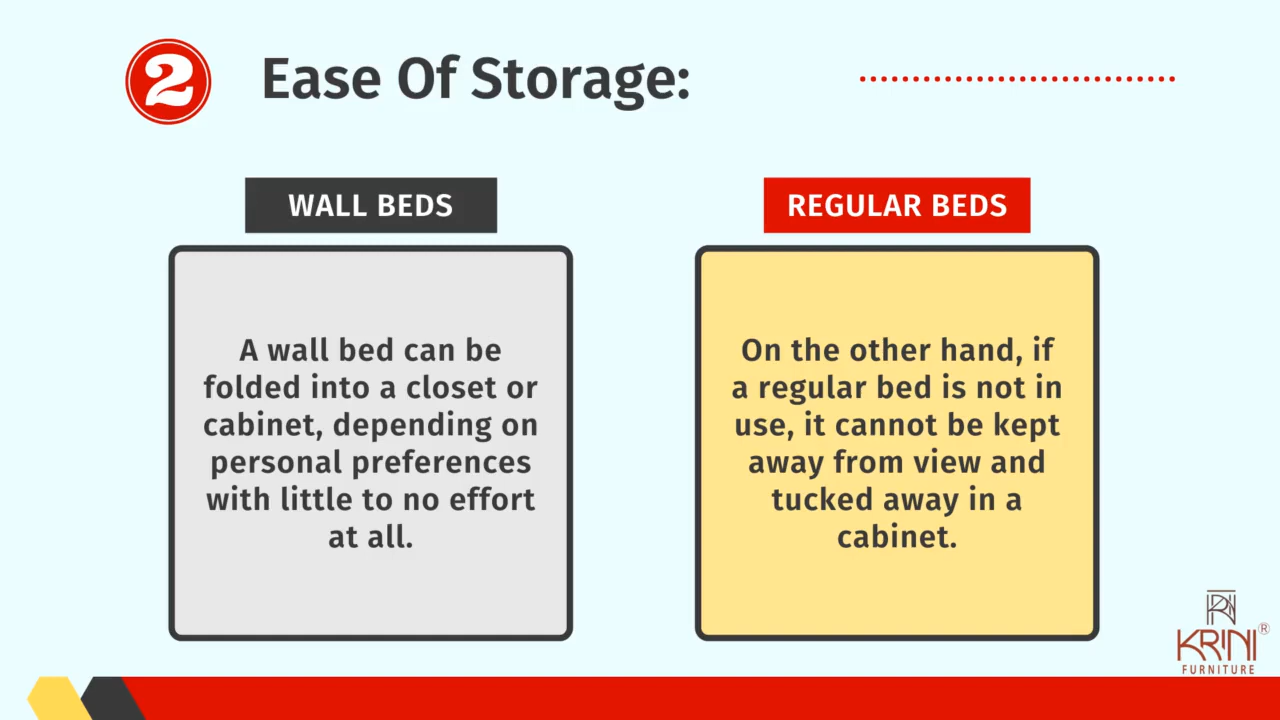 2
Ease Of Storage:
WALL BEDS
A wall bed can be
folded into a closet or
cabinet, depending on
personal preferences
with little to no effort
at all.
REGULAR BEDS
On the other hand, if
a regular bed is not in
use, it cannot be kept
away from view and
tucked away in a
cabinet.
KRINI®
FURNITURE